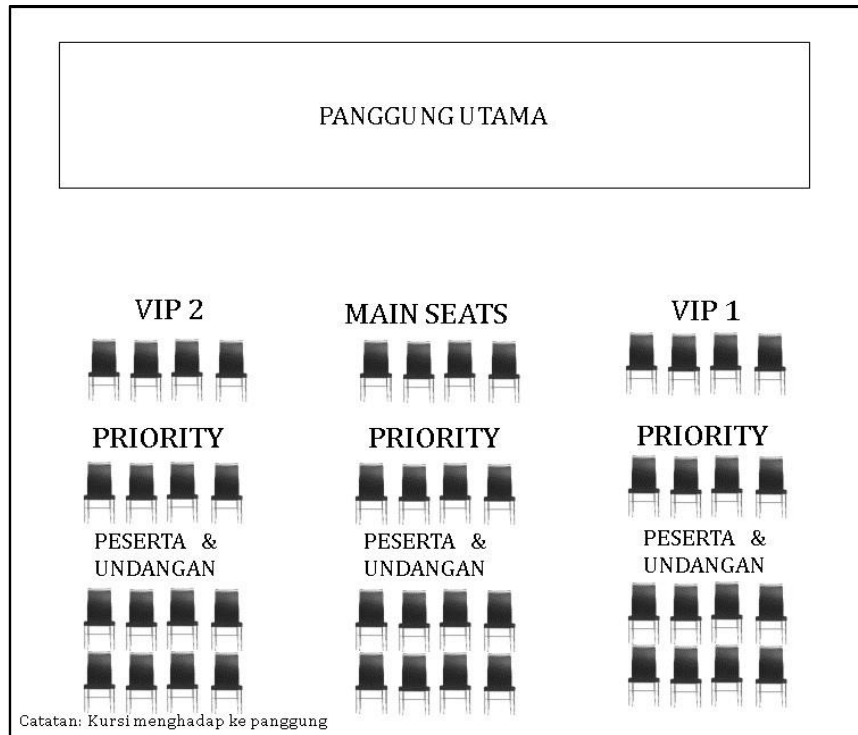 PANGGUNG UTAMA
VIP 2
MAIN SEATS
VIP 1
PRIORITY
PRIORITY
PRIORITY
PESERTA &
UNDANGAN
PESERTA &
UNDANGAN
PESERTA &
UNDANGAN
Catatan: Kursi menghadap ke panggung